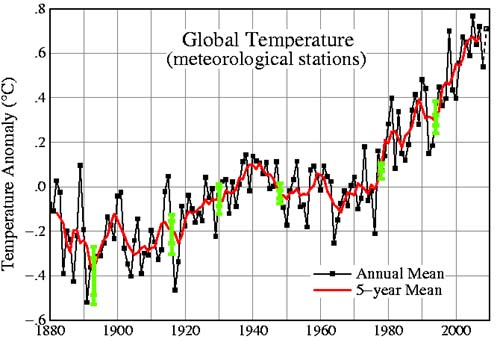 Global Temperature
(meteorological stations)
Temperature Anomaly (°C)
.8
.6
.4
.2
.0
-.2
-.4
-.6
Annual Mean
5-year Mean
1880 1900 1920 1940 1960 1980 2000